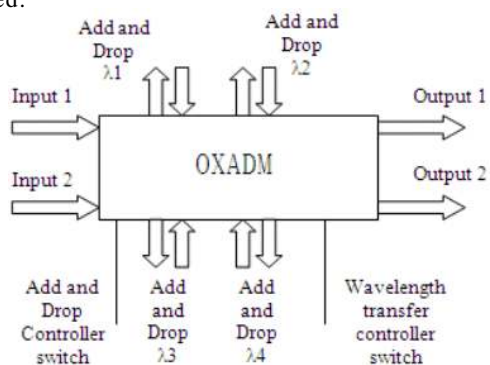 ed.
Add and
Drop
λ1
Add and
Drop
λ2
Input 1
Output 1
OXADM
Input 2
Output 2
Add and
Drop
Controller
switch
Add
and
Drop
λ3
Add
and
Drop
λ4
Wavelength
transfer
controller
switch